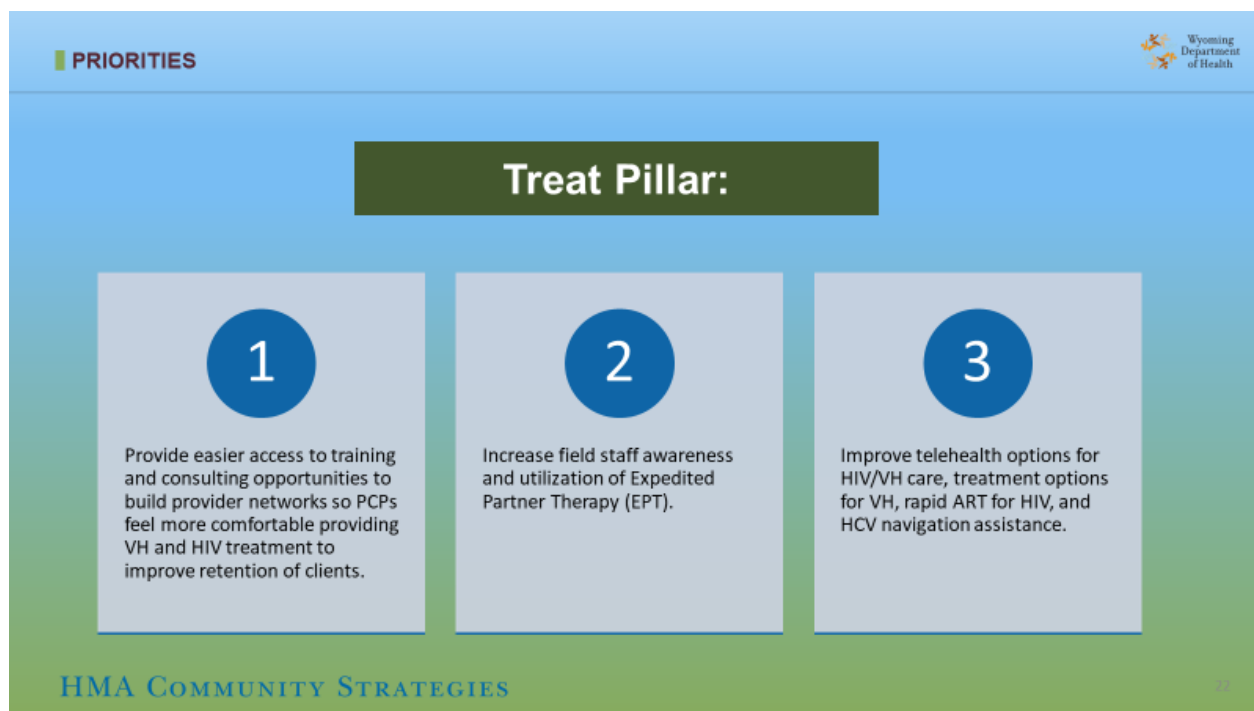 PRIORITIES
Wyoming
Department
of Health
Treat Pillar:
1
Provide easier access to training
and consulting opportunities to
build provider networks so PCPs
feel more comfortable providing
VH and HIV treatment to
improve retention of clients.
2
Increase field staff awareness
and utilization of Expedited
Partner Therapy (EPT).
3
Improve telehealth options for
HIV/VH care, treatment options
for VH, rapid ART for HIV, and
HCV navigation assistance.
HMA COMMUNITY STRATEGIES
22